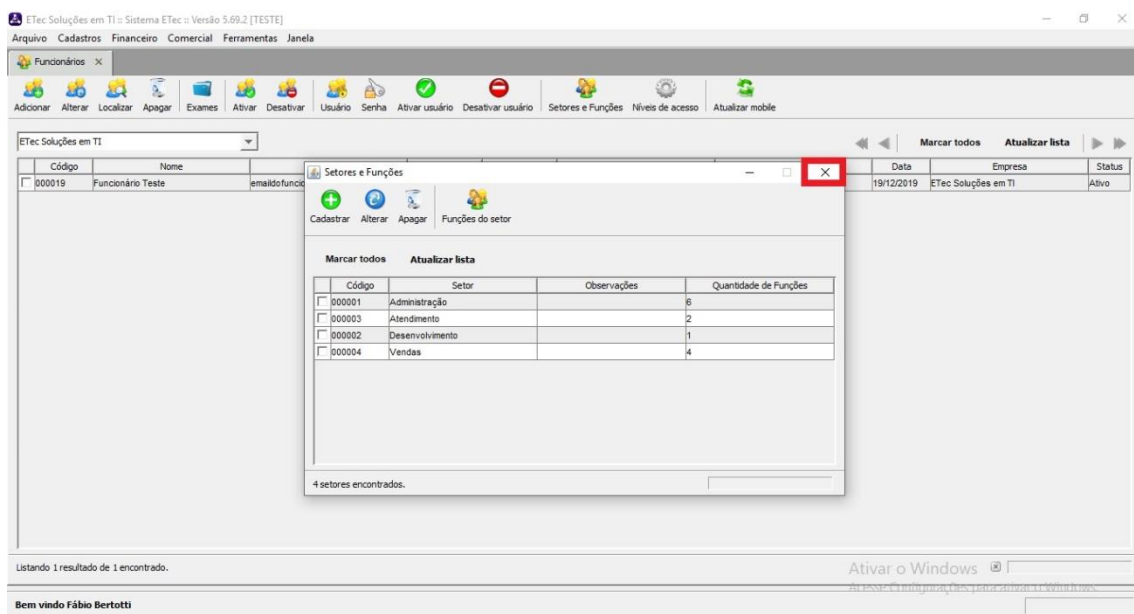 ETec Soluções em TI :: Sistema ETec :: Versão 5.69.2 [TESTE]
Arquivo Cadastros Financeiro Comercial Ferramentas Janela
Funcionários
Adicionar Alterar Localizar Apagar Exames Ativar Desativar Usuário Senha Ativar usuário Desativar usuário Setores e Funções Níveis de acesso Atualizar mobile
ETec Soluções em TI
Marcar todos Atualizar lista
Código Nome Data Empresa Status
000019 Funcionário Teste emaildofuncio 19/12/2019 ETec Soluções em TI Ativo
Setores e Funções
Cadastrar Alterar Apagar Funções do setor
Marcar todos Atualizar lista
Código Setor Observações Quantidade de Funções
000001 Administração 6
000003 Atendimento 2
000002 Desenvolvimento 1
000004 Vendas 4
4 setores encontrados.
Listando 1 resultado de 1 encontrado.
Ativar o Windows
Acesse Configurações para ativar o Windows.
Bem vindo Fábio Bertotti